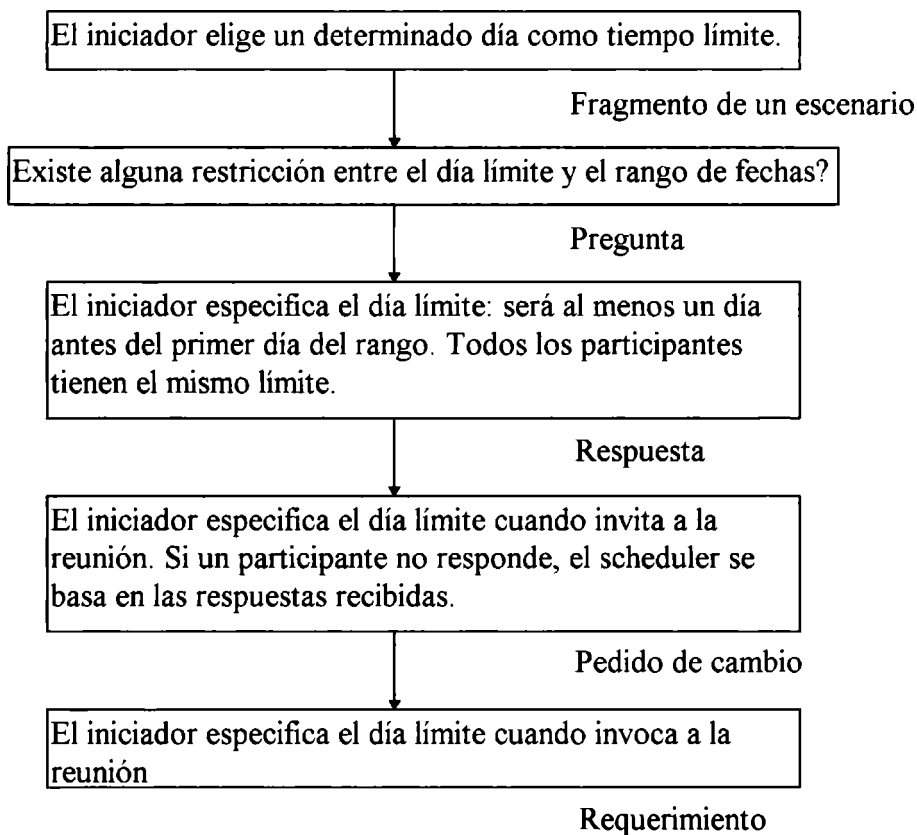 El iniciador elige un determinado día como tiempo límite.
Fragmento de un escenario
Existe alguna restricción entre el día límite y el rango de fechas?
Pregunta
El iniciador especifica el día límite: será al menos un día
antes del primer día del rango. Todos los participantes
tienen el mismo límite.
Respuesta
El iniciador especifica el día límite cuando invita a la
reunión. Si un participante no responde, el scheduler se
basa en las respuestas recibidas.
Pedido de cambio
El iniciador especifica el día límite cuando invoca a la
reunión
Requerimiento